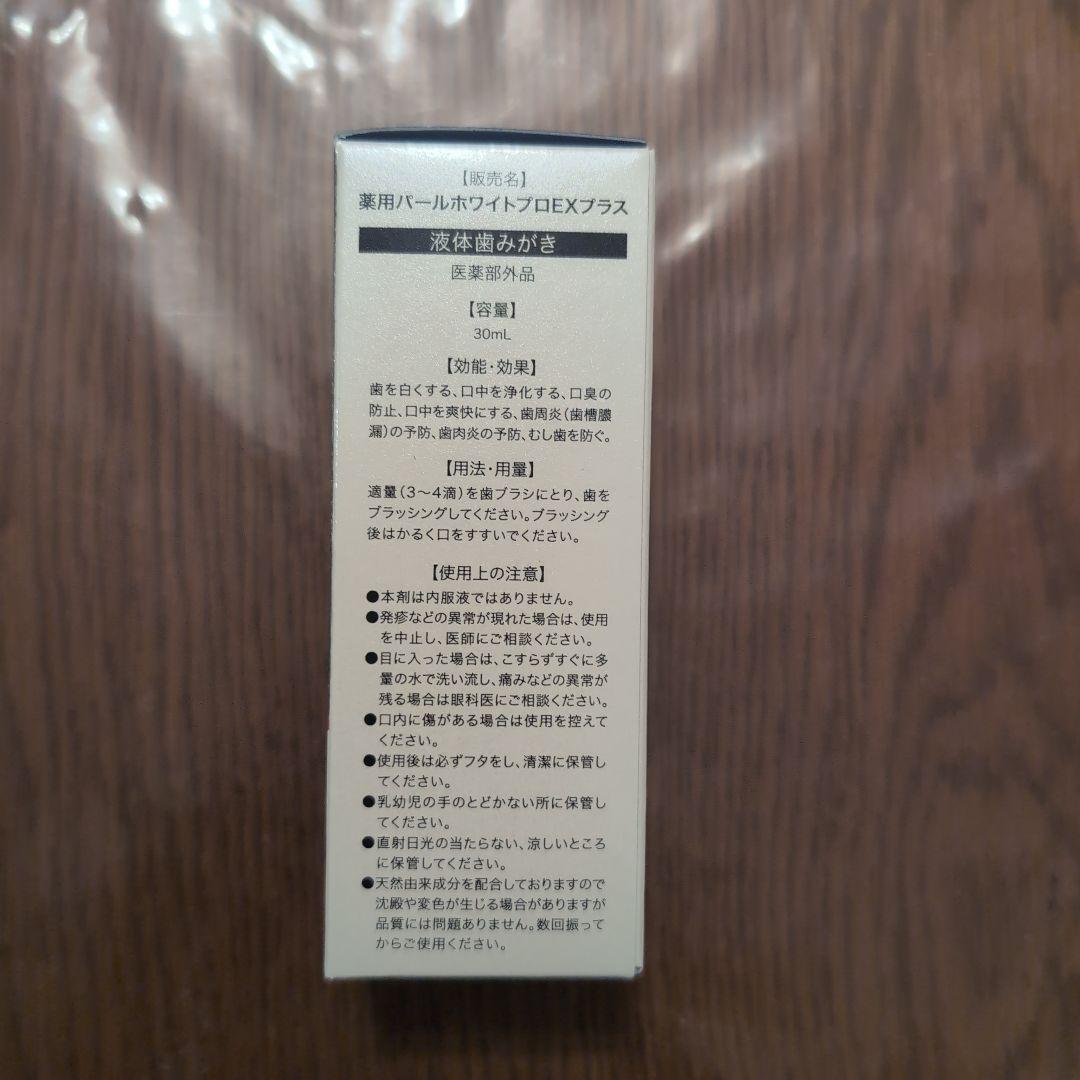 【販売名】
薬用パールホワイトプロEXプラス
液体歯みがき
医薬部外品
【容量】
30mL
【効能・効果】
歯を白くする、口中を浄化する、口臭の
防止、口中を爽快にする、歯周炎(歯槽膿
漏)の予防、歯肉炎の予防、むし歯を防ぐ。
【用法・用量】
適量(3〜4滴)を歯ブラシにとり、歯を
ブラッシングしてください。ブラッシング
後はかるく口をすすいでください。
【使用上の注意】
●本剤は内服液ではありません。
●発疹などの異常が現れた場合は、使用
を中止し、医師にご相談ください。
●目に入った場合は、こすらずすぐに多
量の水で洗い流し、痛みなどの異常が
残る場合は眼科医にご相談ください。
●口内に傷がある場合は使用を控えて
ください。
●使用後は必ずフタをし、清潔に保管し
てください。
●乳幼児の手のとどかない所に保管し
てください。
●直射日光の当たらない、涼しいところ
に保管してください。
●天然由来成分を配合しておりますので
沈殿や変色が生じる場合がありますが
品質には問題ありません。数回振って
からご使用ください。